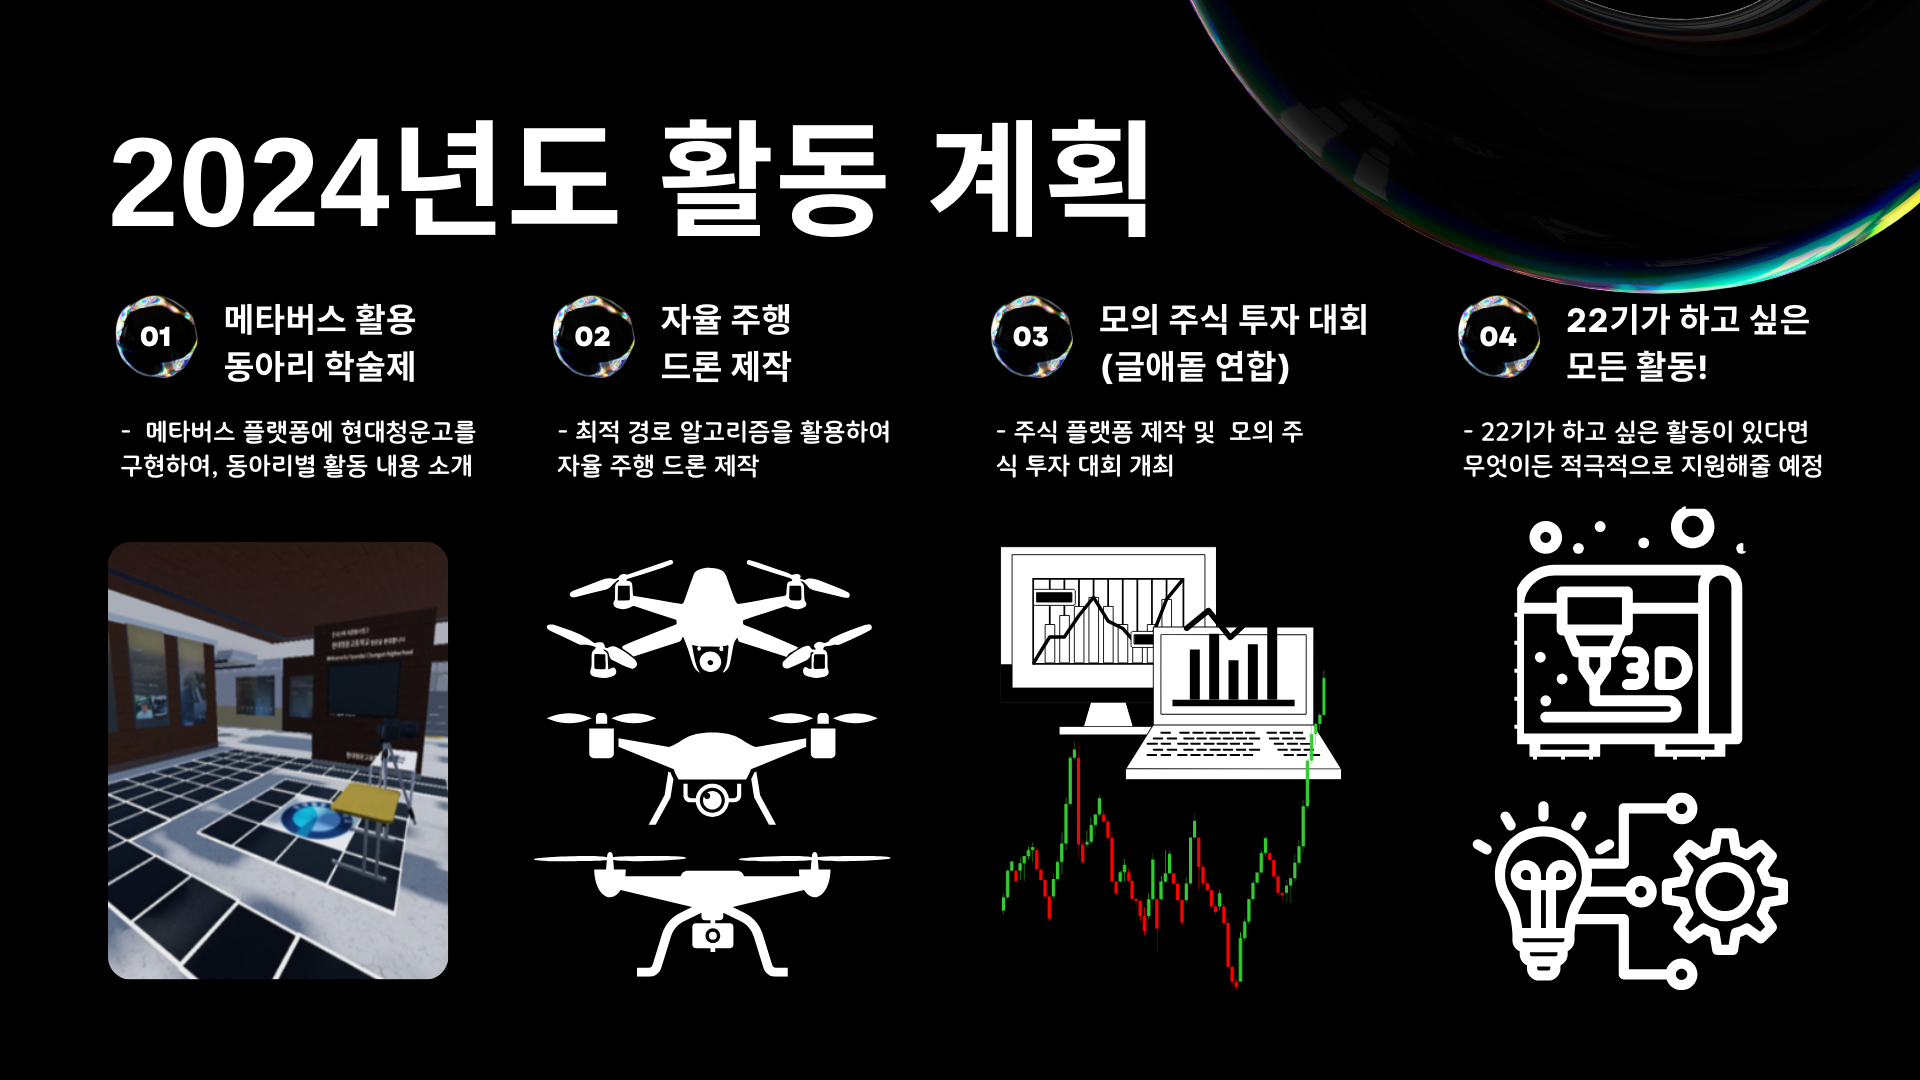 2024년도 활동 계획
01
메타버스 활용
동아리 학술제
- 메타버스 플랫폼에 현대청운고를
구현하여, 동아리별 활동 내용 소개
02
자율 주행
드론 제작
- 최적 경로 알고리즘을 활용하여
자율 주행 드론 제작
03
모의 주식 투자 대회
(글애돝 연합)
- 주식 플랫폼 제작 및 모의 주
식 투자 대회 개최
04
22기가 하고 싶은
모든 활동!
- 22기가 하고 싶은 활동이 있다면
무엇이든 적극적으로 지원해줄 예정
3D